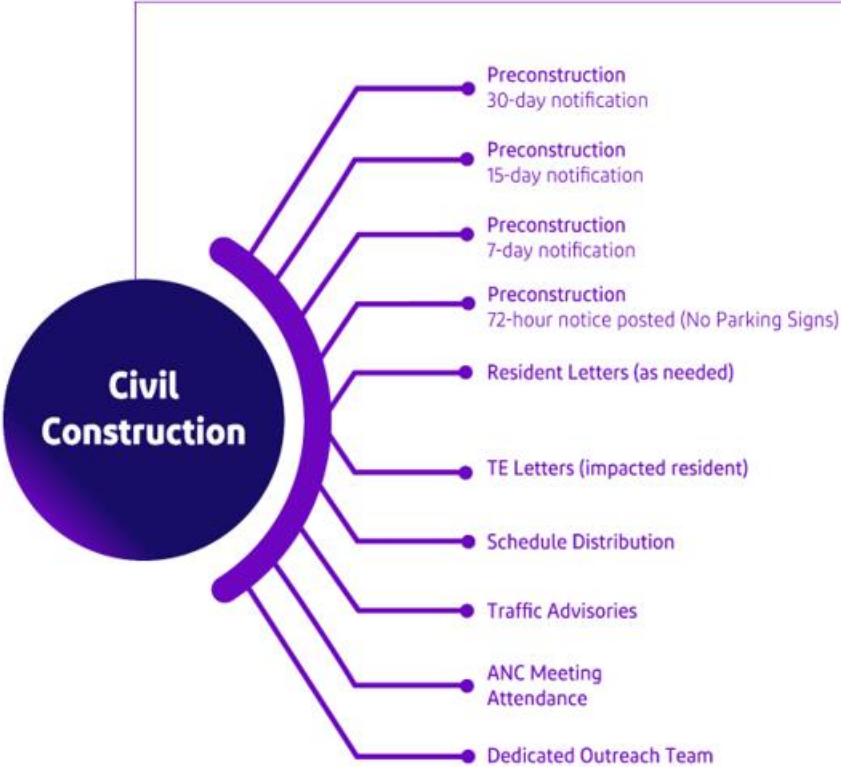 Civil
Construction
Preconstruction
30-day notification
Preconstruction
15-day notification
Preconstruction
7-day notification
Preconstruction
72-hour notice posted (No Parking Signs)
Resident Letters (as needed)
TE Letters (impacted resident)
Schedule Distribution
Traffic Advisories
ANC Meeting
Attendance
Dedicated Outreach Team